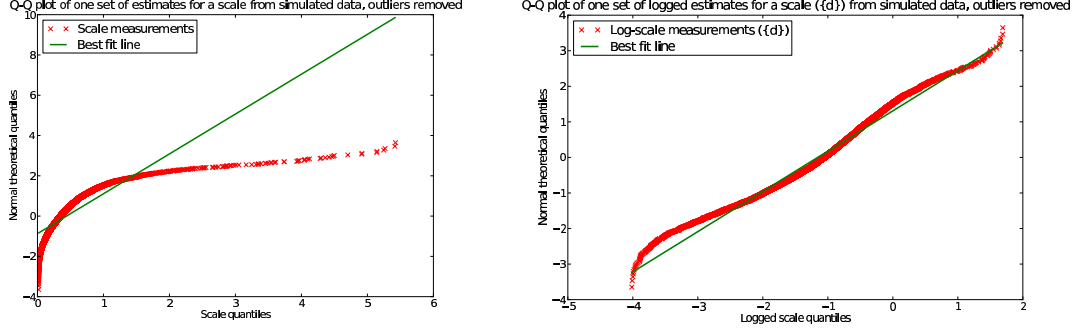 Q-Q plot of one set of estimates for a scale from simulated data, outliers removed
10
8
6
4
2
0
−2
−4
Normal theoretical quantiles
Scale measurements
Best fit line
0 1 2 3 4 5 6
Scale quantiles
Q-Q plot of one set of logged estimates for a scale ({d}) from simulated data, outliers removed
4
3
2
1
0
−1
−2
−3
−4
Normal theoretical quantiles
Log-scale measurements ({d})
Best fit line
−5 −4 −3 −2 −1 0 1 2
Logged scale quantiles